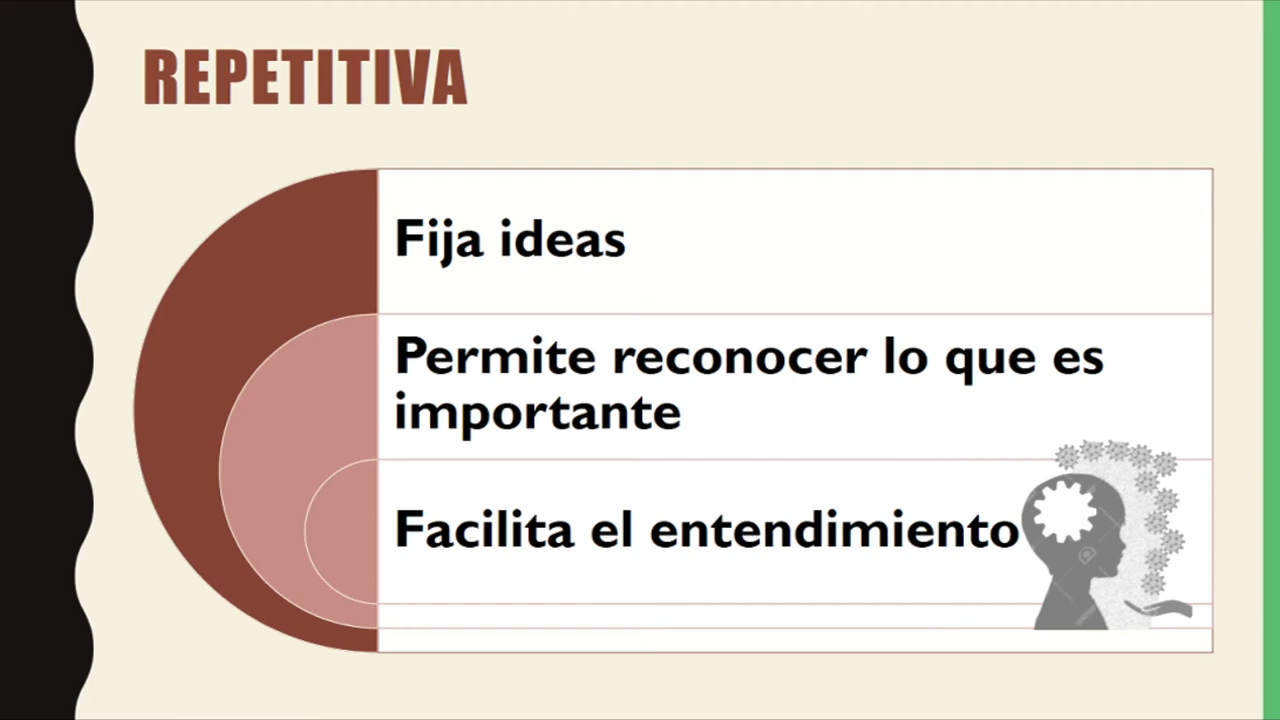 REPETITIVA
Fija ideas
Permite reconocer lo que es
importante
Facilita el entendimiento